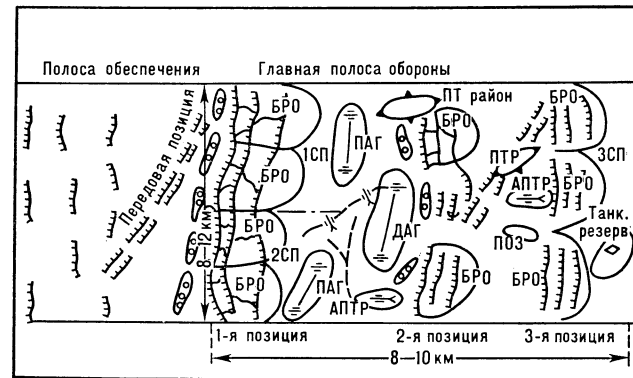 Полоса обеспечения
Главная полоса обороны
Передовая позиция
8—12 км
БРО
1СП
ПАГ
ПТ район
БРО
БРО
3СП
БРО
ПТР
АПТР
БРО
Танк.
резерв.
БРО
2СП
ДАГ
ПОЗ
БРО
ПАГ
АПТР
БРО
БРО
1-я позиция
2-я позиция
3-я позиция
8—10 км